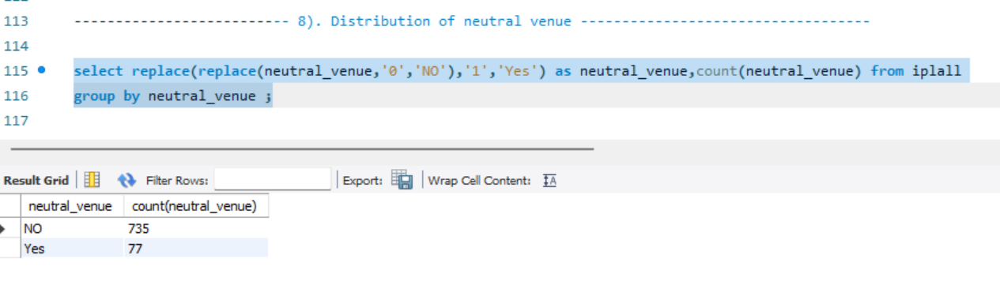 113 ------------------------- 8). Distribution of neutral venue -----------------------------------
114
115 select replace(replace(neutral_venue,'0','NO'),'1','Yes') as neutral_venue,count(neutral_venue) from iplall
116 group by neutral_venue ;
117
Result Grid Filter Rows: Export: Wrap Cell Content:
neutral_venue count(neutral_venue)
NO 735
Yes 77